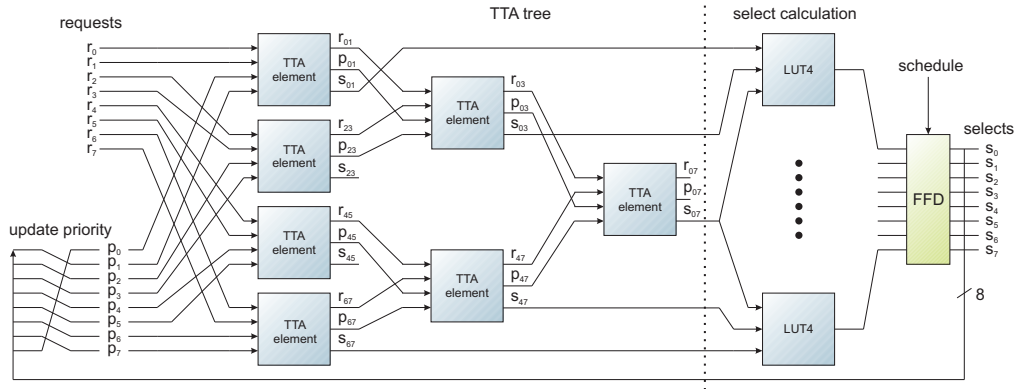 TTA tree
select calculation
requests
r0
r1
r2
r3
r4
r5
r6
r7
TTA element
r01
p01
s01
TTA element
r23
p23
s23
TTA element
r45
p45
s45
TTA element
r67
p67
s67
TTA element
r03
p03
s03
TTA element
r47
p47
s47
TTA element
r07
p07
s07
LUT4
LUT4
schedule
FFD
selects
s0
s1
s2
s3
s4
s5
s6
s7
8
update priority
p0
p1
p2
p3
p4
p5
p6
p7